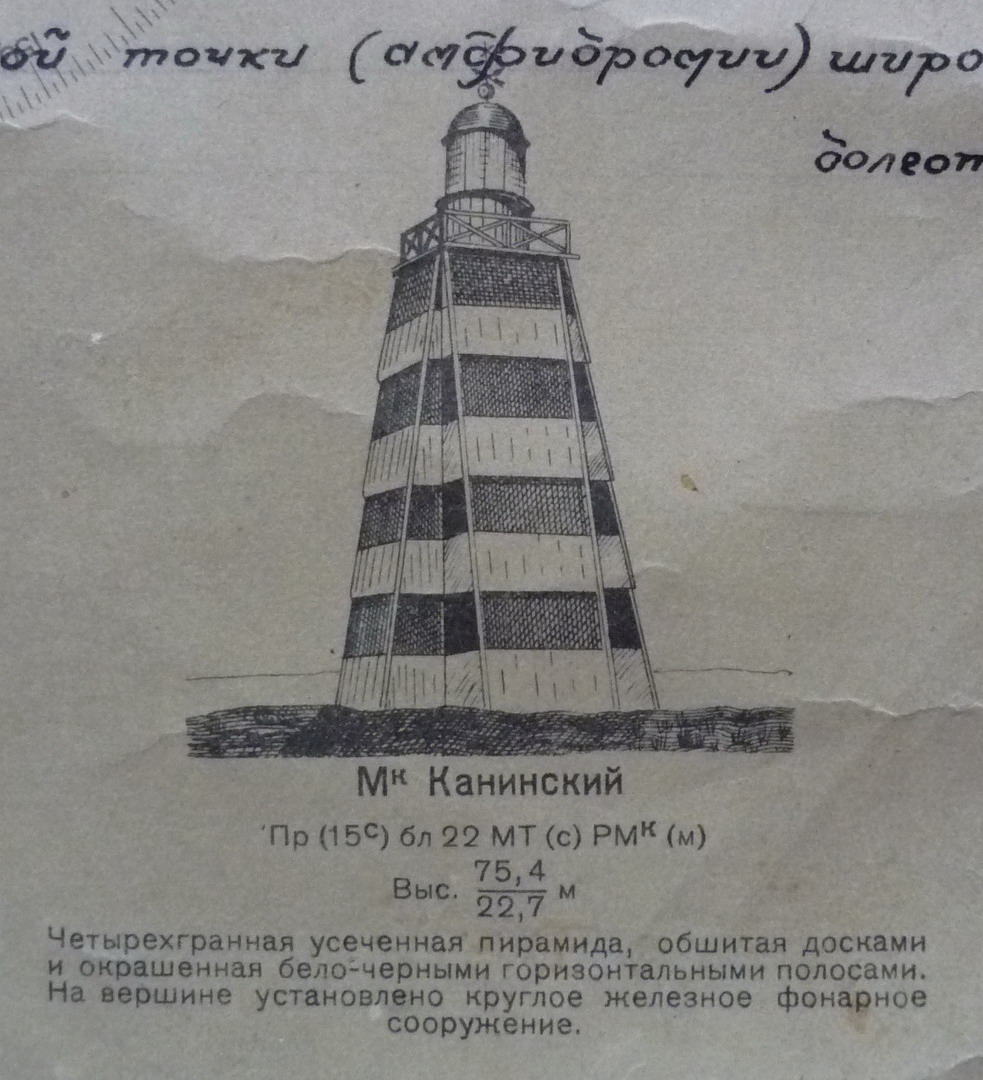 ой точки (амфидромии) широ
долгот
Мк Канинский
Пр (15с) бл 22 МТ (с) РМк (м)
Выс. 75,4/22,7 м
Четырехгранная усеченная пирамида, обшитая досками
и окрашенная бело-черными горизонтальными полосами.
На вершине установлено круглое железное фонарное
сооружение.